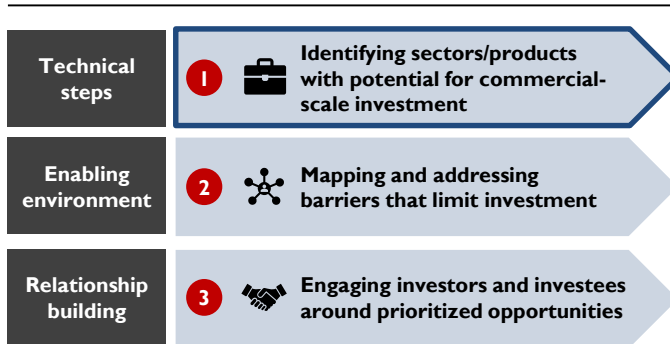 Technical
steps
1
Identifying sectors/products
with potential for commercial-
scale investment
Enabling
environment
2
Mapping and addressing
barriers that limit investment
Relationship
building
3
Engaging investors and investees
around prioritized opportunities